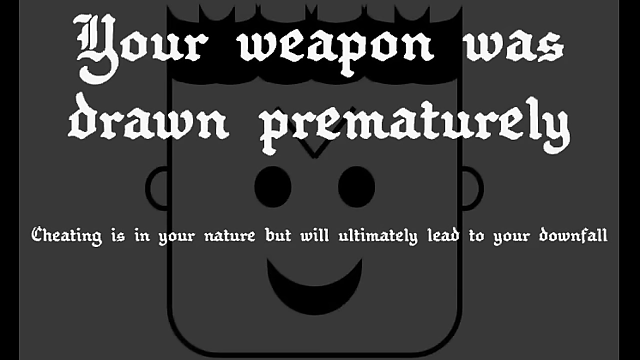 Your weapon was
drawn prematurely
Cheating is in your nature but will ultimately lead to your downfall